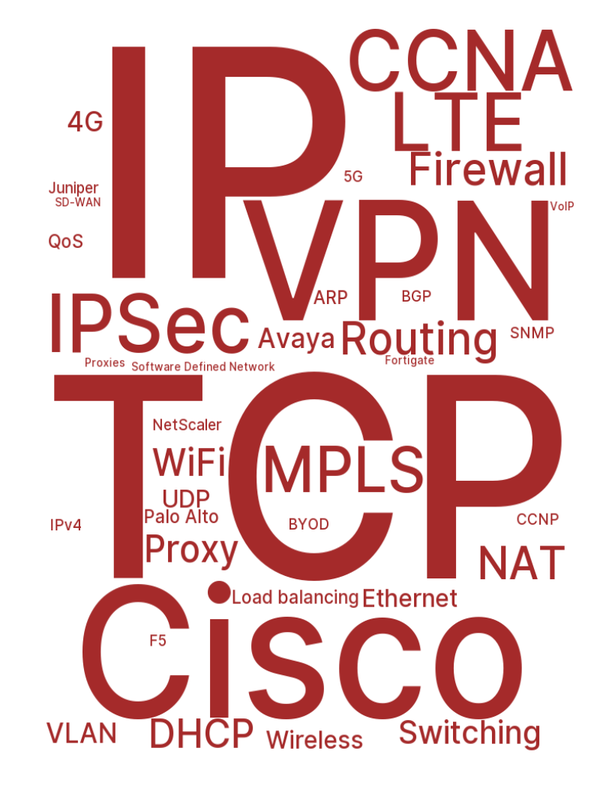 CCNA
IP
LTE
4G
Firewall
5G
Juniper
SD-WAN
VPN
VoIP
QoS
ARP
BGP
IPSec
Avaya
Routing
SNMP
Proxies
Software Defined Network
Fortigate
TCP
NetScaler
WiFi
MPLS
UDP
Palo Alto
IPv4
BYOD
CCNP
Proxy
NAT
Cisco
Load balancing
Ethernet
F5
VLAN
DHCP
Wireless
Switching